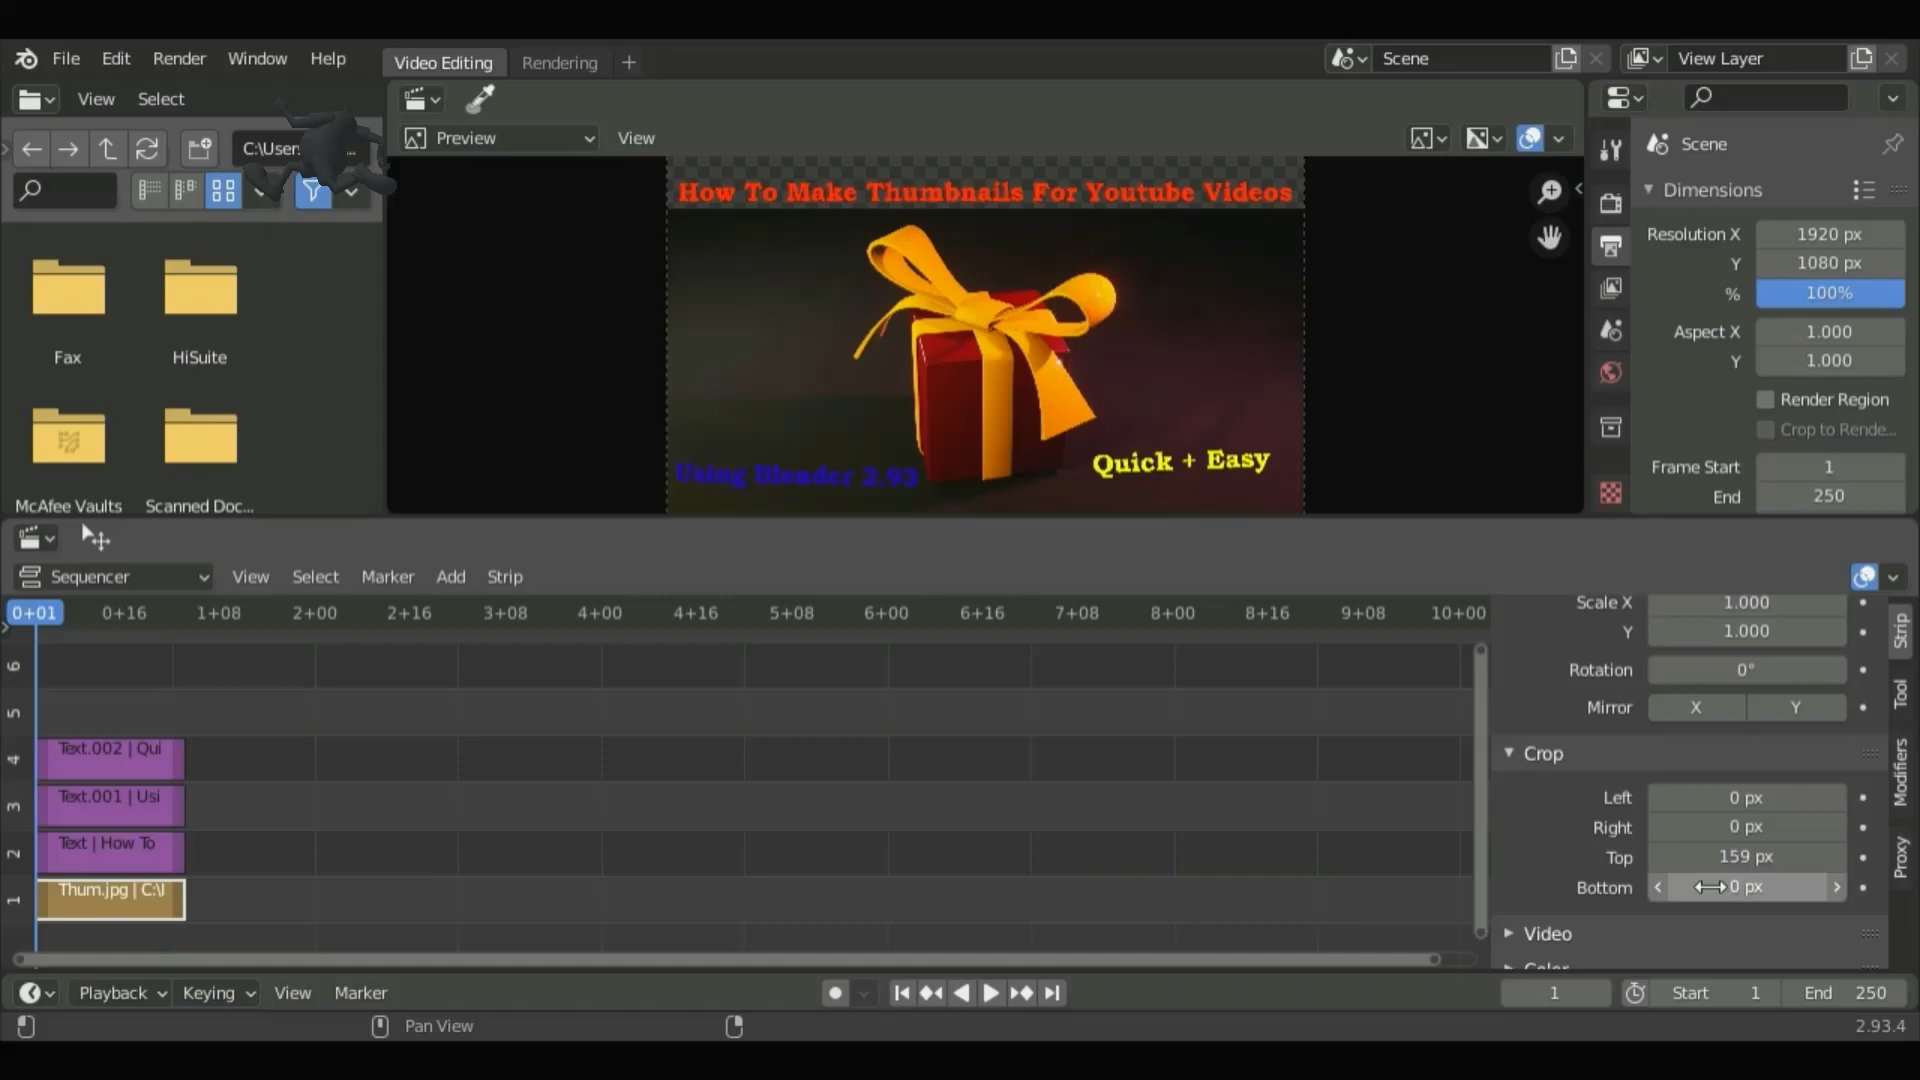 File Edit Render Window Help Video Editing Rendering + Scene View Layer
View Select
Preview View
C:\User. ...
Scene
Dimensions
How To Make Thumbnails For Youtube Videos
Resolution X 1920 px
Y 1080 px
% 100%
Aspect X 1.000
Y 1.000
Render Region
Crop to Rende...
Frame Start 1
End 250
Fax HiSuite
McAfee Vaults Scanned Doc...
Using Blender 2.93
Quick + Easy
Sequencer View Select Marker Add Strip
0+01 0+16 1+08 2+00 2+16 3+08 4+00 4+16 5+08 6+00 6+16 7+08 8+00 8+16 9+08 10+00
6
5
4 Text.002 | Qui
3 Text.001 | Usi
2 Text | How To
1 Thum.jpg | C:\I
Scale X 1.000
Y 1.000
Rotation 0°
Mirror X Y
Crop
Left 0 px
Right 0 px
Top 159 px
Bottom 0 px
Video
Color
Strip
Tool
Modifiers
Proxy
Playback Keying View Marker 1 Start 1 End 250
Pan View 2.93.4